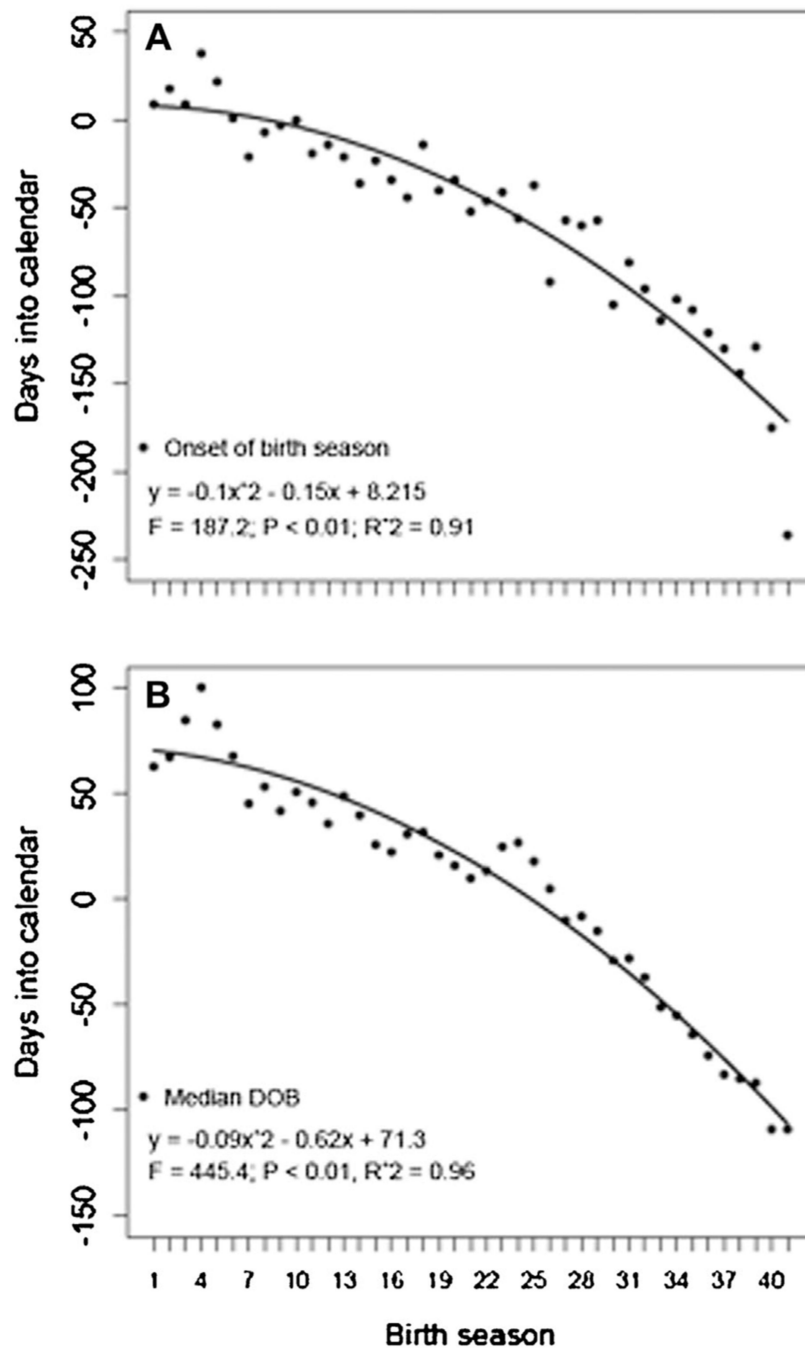 A
50
0
-50
-100
-150
-200
-250
Days into calendar
• Onset of birth season
y = -0.1x^2 - 0.15x + 8.215
F = 187.2; P < 0.01; R^2 = 0.91
B
100
50
0
-50
-100
-150
Days into calendar
• Median DOB
y = -0.09x^2 - 0.62x + 71.3
F = 445.4; P < 0.01, R^2 = 0.96
1 4 7 10 13 16 19 22 25 28 31 34 37 40
Birth season